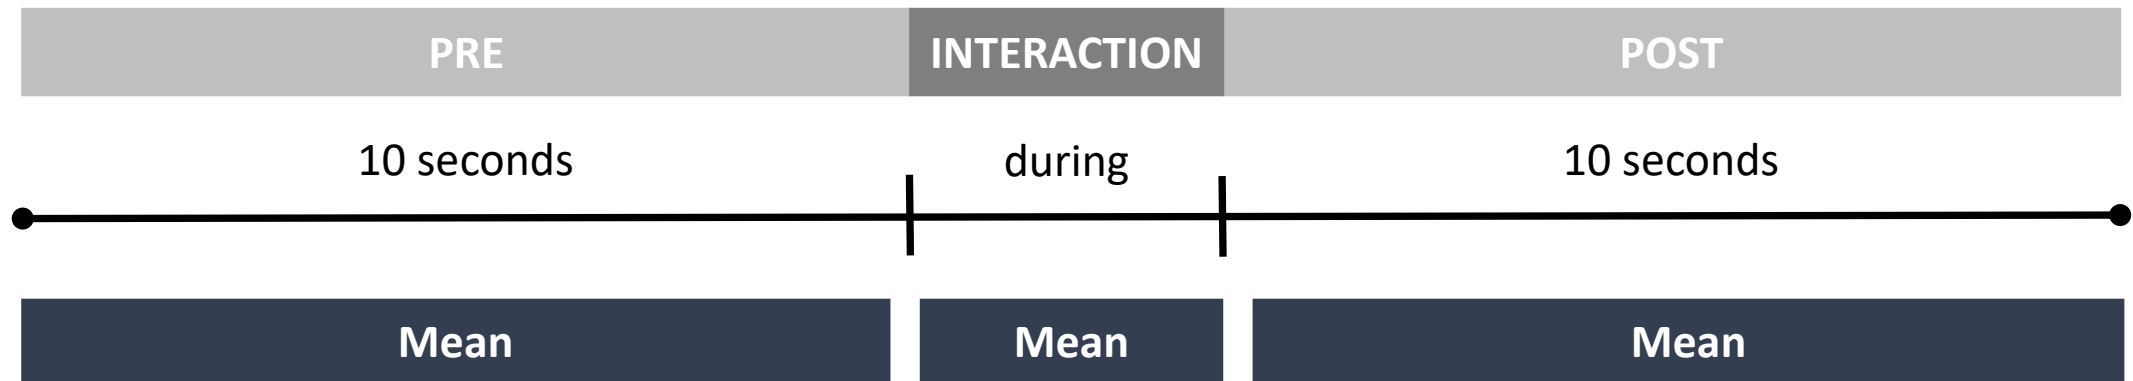 PRE INTERACTION POST
10 seconds during 10 seconds
Mean Mean Mean